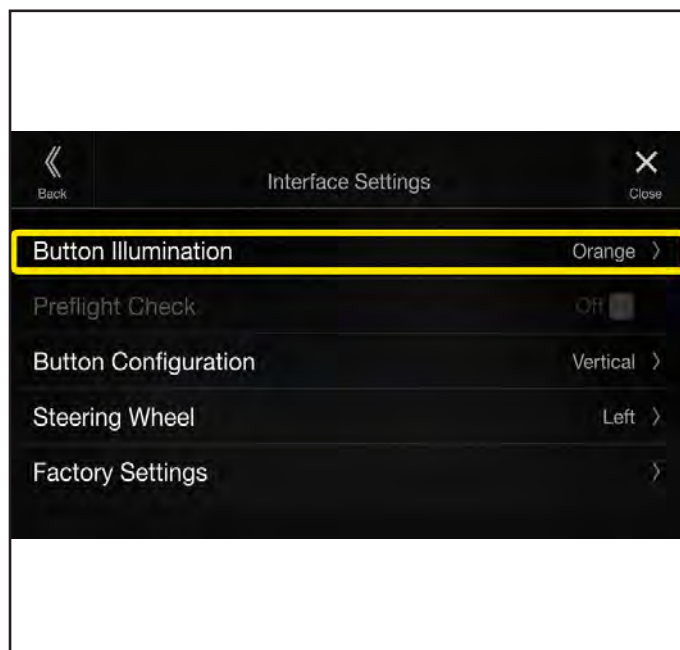 Back
Interface Settings
Close
Button Illumination Orange
Preflight Check Off
Button Configuration Vertical
Steering Wheel Left
Factory Settings